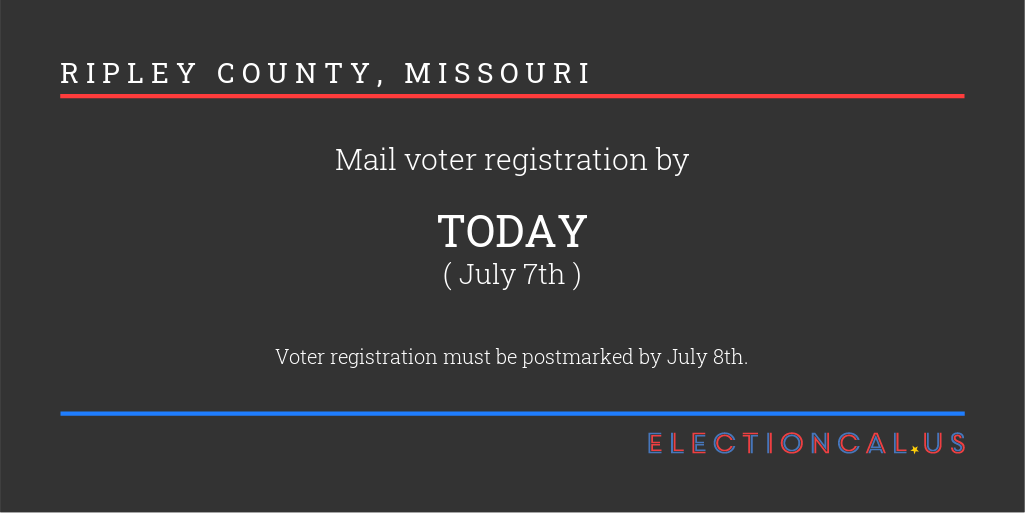 RIPLEY COUNTY, MISSOURI
Mail voter registration by
TODAY
( July 7th )
Voter registration must be postmarked by July 8th.
ELECTIONCAL.US